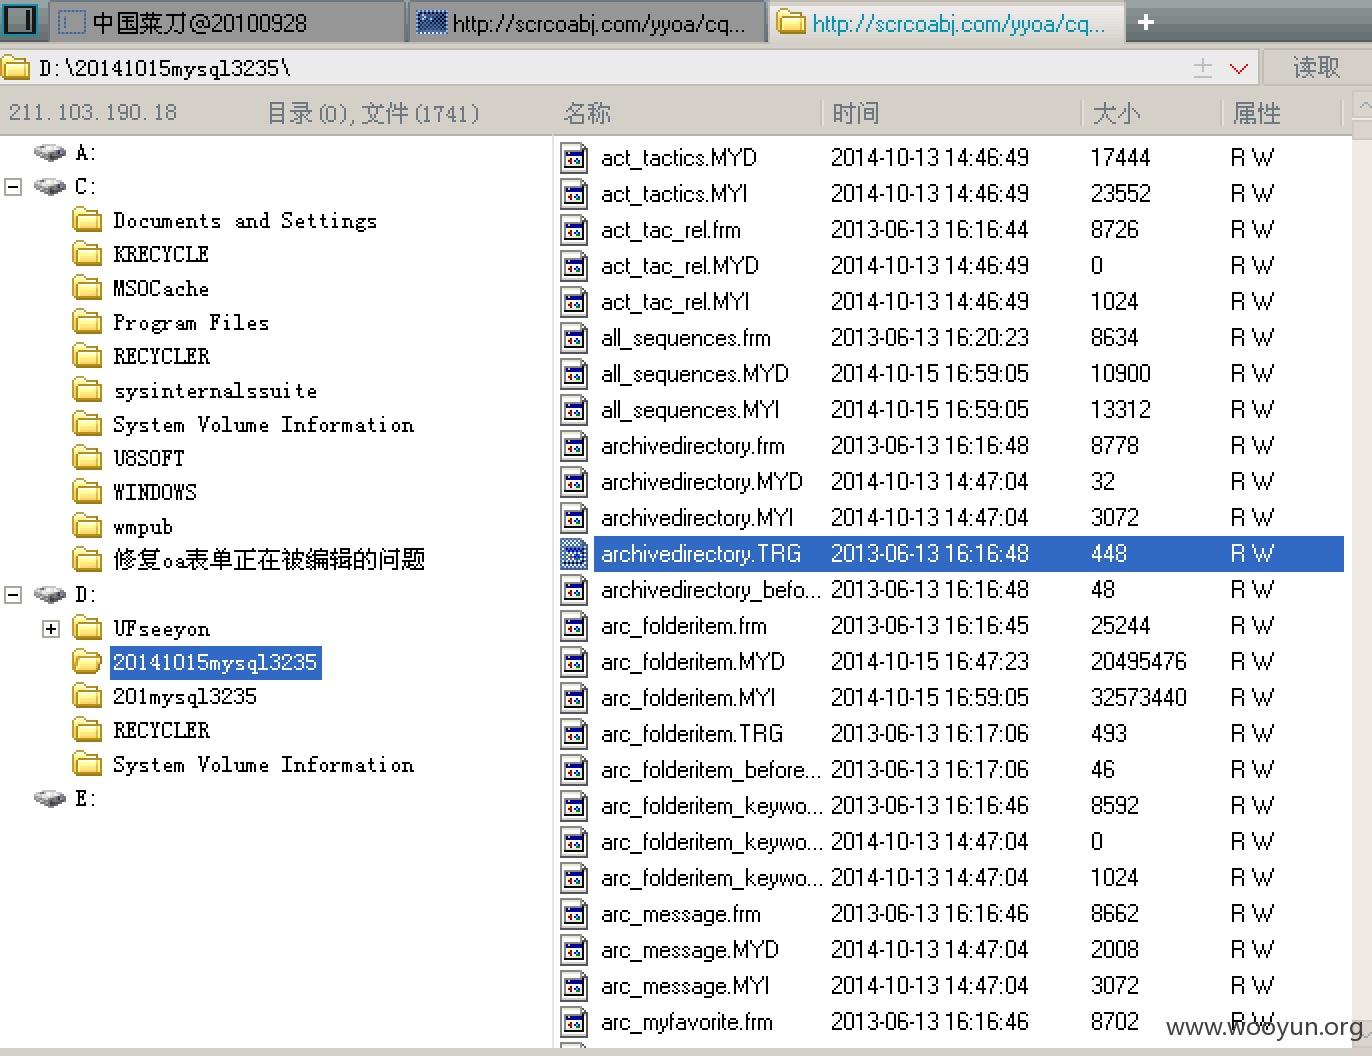 中国菜刀@20100928
http://scrcoabj.com/yyoa/cq...
http://scrcoabj.com/yyoa/cq...
+
D:\20141015mysql3235\
读取
211.103.190.18 目录(0),文件(1741)
名称 时间 大小 属性
A:
C:
Documents and Settings
KRECYCLE
MSOCache
Program Files
RECYCLER
sysinternalssuite
System Volume Information
U8SOFT
WINDOWS
wmpub
修复oa表单正在被编辑的问题
D:
UFseeyon
20141015mysql3235
201mysql3235
RECYCLER
System Volume Information
E:
act_tactics.MYD 2014-10-13 14:46:49 17444 R W
act_tactics.MYI 2014-10-13 14:46:49 23552 R W
act_tac_rel.frm 2013-06-13 16:16:44 8726 R W
act_tac_rel.MYD 2014-10-13 14:46:49 0 R W
act_tac_rel.MYI 2014-10-13 14:46:49 1024 R W
all_sequences.frm 2013-06-13 16:20:23 8634 R W
all_sequences.MYD 2014-10-15 16:59:05 10900 R W
all_sequences.MYI 2014-10-15 16:59:05 13312 R W
archivedirectory.frm 2013-06-13 16:16:48 8778 R W
archivedirectory.MYD 2014-10-13 14:47:04 32 R W
archivedirectory.MYI 2014-10-13 14:47:04 3072 R W
archivedirectory.TRG 2013-06-13 16:16:48 448 R W
archivedirectory_befo... 2013-06-13 16:16:48 48 R W
arc_folderitem.frm 2013-06-13 16:16:45 25244 R W
arc_folderitem.MYD 2014-10-15 16:47:23 20495476 R W
arc_folderitem.MYI 2014-10-15 16:59:05 32573440 R W
arc_folderitem.TRG 2013-06-13 16:17:06 493 R W
arc_folderitem_before... 2013-06-13 16:17:06 46 R W
arc_folderitem_keywo... 2013-06-13 16:16:46 8592 R W
arc_folderitem_keywo... 2014-10-13 14:47:04 0 R W
arc_folderitem_keywo... 2014-10-13 14:47:04 1024 R W
arc_message.frm 2013-06-13 16:16:46 8662 R W
arc_message.MYD 2014-10-13 14:47:04 2008 R W
arc_message.MYI 2014-10-13 14:47:04 3072 R W
arc_myfavorite.frm 2013-06-13 16:16:46 8702 R W
www.wooyun.org